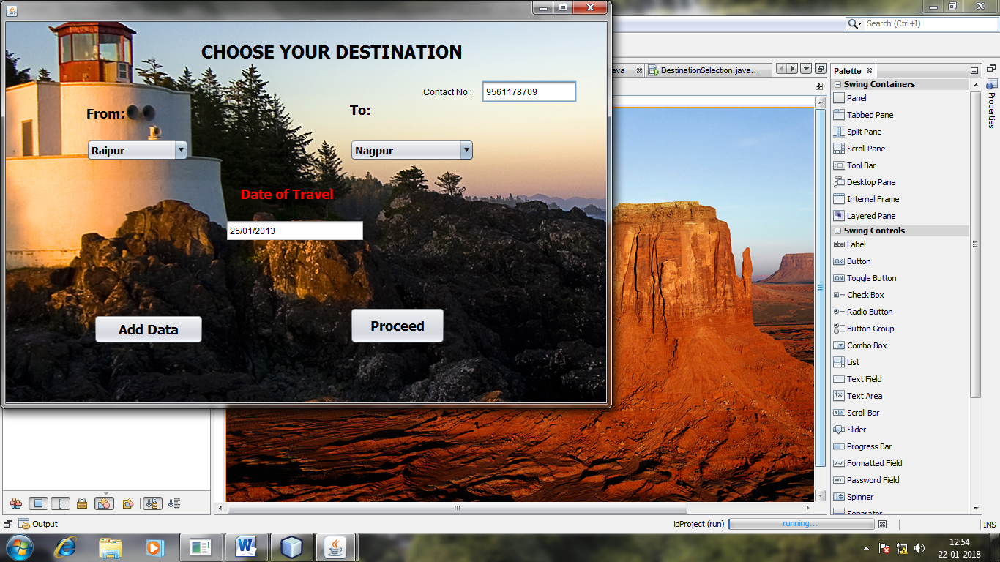 CHOOSE YOUR DESTINATION
Contact No :
9561178709
From:
To:
Raipur
Nagpur
Date of Travel
25/01/2013
Add Data
Proceed
Search (Ctrl+I)
ava
DestinationSelection.java...
Palette
Swing Containers
Panel
Tabbed Pane
Split Pane
Scroll Pane
Tool Bar
Desktop Pane
Internal Frame
Layered Pane
Swing Controls
label Label
OK Button
ON Toggle Button
Check Box
Radio Button
Button Group
Combo Box
List
Text Field
Text Area
Scroll Bar
Slider
Progress Bar
Formatted Field
Password Field
Spinner
Separator
Properties
Output
ipProject (run)
running...
INS
12:54
22-01-2018